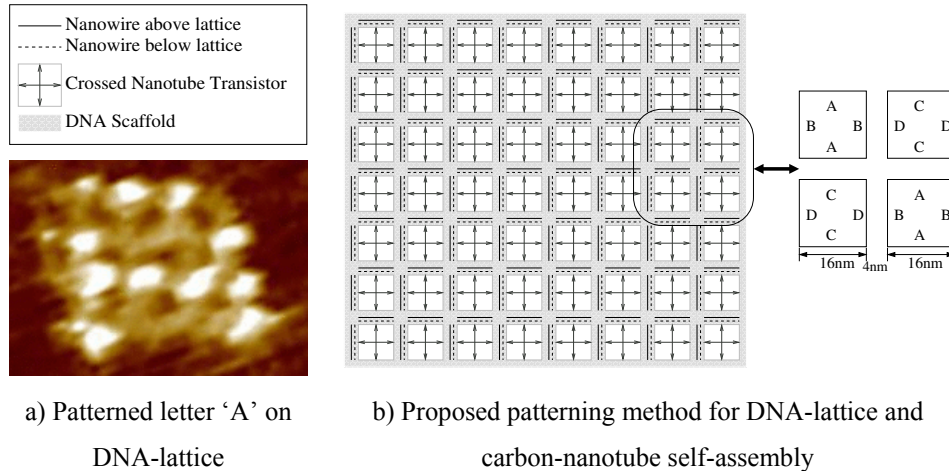 Nanowire above lattice
Nanowire below lattice
Crossed Nanotube Transistor
DNA Scaffold
A C
B B D D
A C
C A
D D B B
C A
16nm 4nm 16nm
a) Patterned letter ‘A’ on
DNA-lattice
b) Proposed patterning method for DNA-lattice and
carbon-nanotube self-assembly